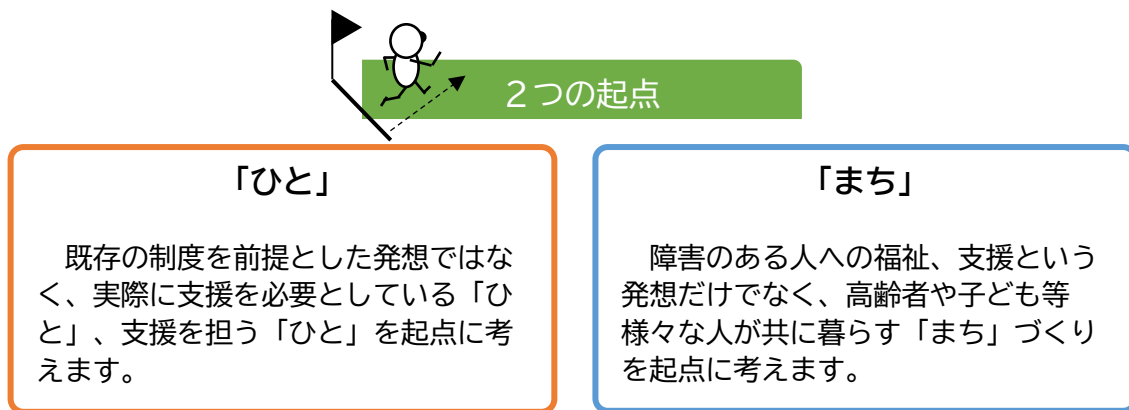 ２つの起点
「ひと」
　既存の制度を前提とした発想ではな
く、実際に支援を必要としている「ひ
と」、支援を担う「ひと」を起点に考
えます。
「まち」
　障害のある人への福祉、支援という
発想だけでなく、高齢者や子ども等
様々な人が共に暮らす「まち」づくり
を起点に考えます。